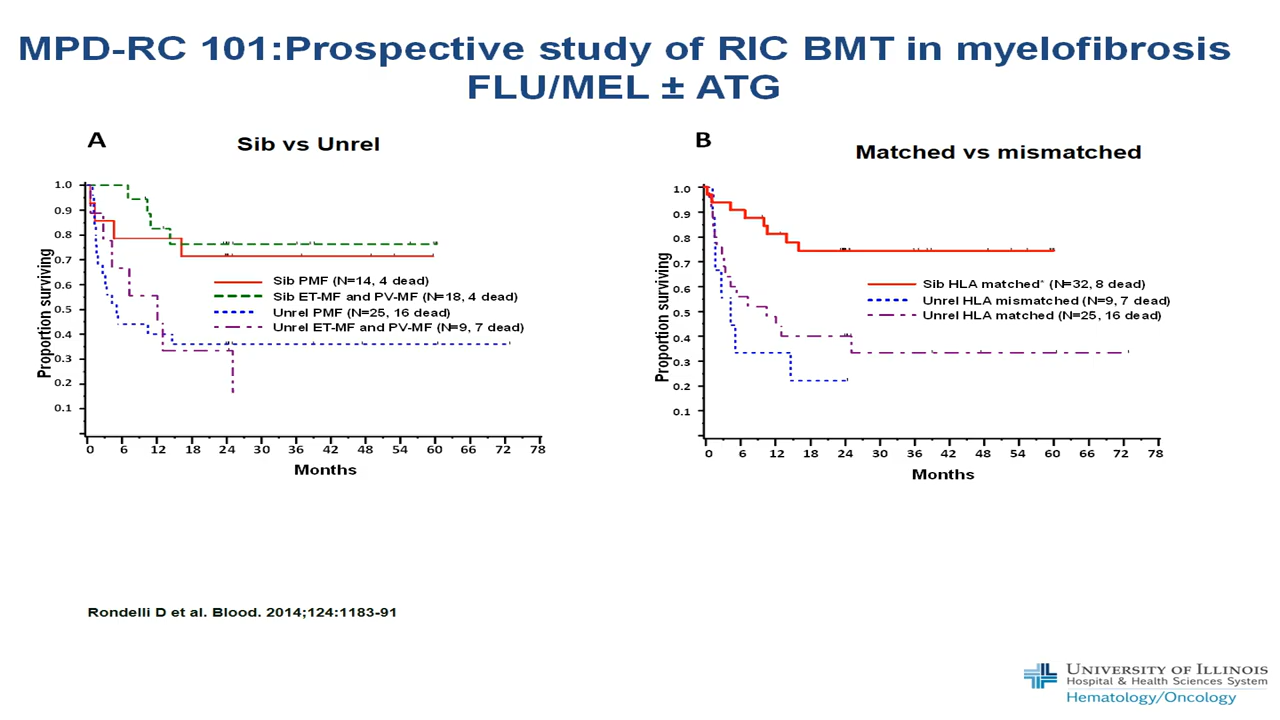 MPD-RC 101:Prospective study of RIC BMT in myelofibrosis
FLU/MEL ± ATG
A
Sib vs Unrel
Proportion surviving
1.0
0.9
0.8
0.7
0.6
0.5
0.4
0.3
0.2
0.1
Sib PMF (N=14, 4 dead)
Sib ET-MF and PV-MF (N=18, 4 dead)
Unrel PMF (N=25, 16 dead)
Unrel ET-MF and PV-MF (N=9, 7 dead)
0 6 12 18 24 30 36 42 48 54 60 66 72 78
Months
B
Matched vs mismatched
Proportion surviving
1.0
0.9
0.8
0.7
0.6
0.5
0.4
0.3
0.2
0.1
Sib HLA matched* (N=32, 8 dead)
Unrel HLA mismatched (N=9, 7 dead)
Unrel HLA matched (N=25, 16 dead)
0 6 12 18 24 30 36 42 48 54 60 66 72 78
Months
Rondelli D et al. Blood. 2014;124:1183-91
UNIVERSITY OF ILLINOIS
Hospital & Health Sciences System
Hematology/Oncology